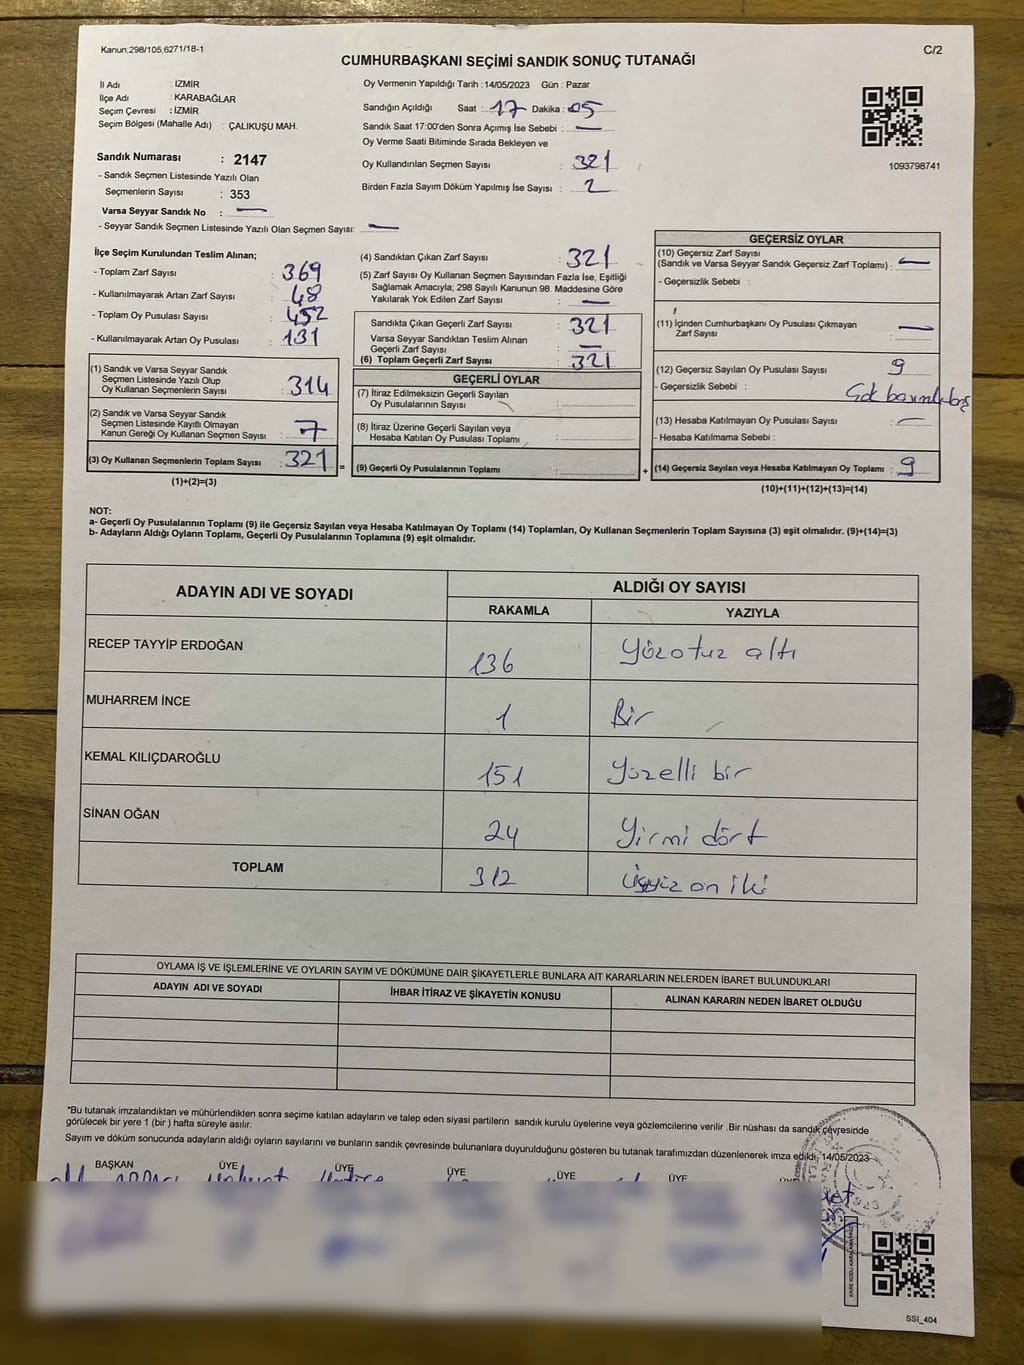 Kanun;298/105,6271/18-1
C/2
CUMHURBAŞKANI SEÇİMİ SANDIK SONUÇ TUTANAĞI
İl Adı : İZMİR
İlçe Adı : KARABAĞLAR
Seçim Çevresi : İZMİR
Seçim Bölgesi (Mahalle Adı) : ÇALIKUŞU MAH.
Sandık Numarası : 2147
- Sandık Seçmen Listesinde Yazılı Olan
Seçmenlerin Sayısı : 353
Varsa Seyyar Sandık No : —
- Seyyar Sandık Seçmen Listesinde Yazılı Olan Seçmen Sayısı: —
Oy Vermenin Yapıldığı Tarih :14/05/2023 Gün : Pazar
Sandığın Açıldığı Saat : 17 Dakika : 05
Sandık Saat 17:00'den Sonra Açımış İse Sebebi : —
Oy Verme Saati Bitiminde Sırada Bekleyen ve
Oy Kullandırılan Seçmen Sayısı : 321
Birden Fazla Sayım Döküm Yapılmış İse Sayısı : 2
1093798741
İlçe Seçim Kurulundan Teslim Alınan;
- Toplam Zarf Sayısı : 369
- Kullanılmayarak Artan Zarf Sayısı : 48
- Toplam Oy Pusulası Sayısı : 452
- Kullanılmayarak Artan Oy Pusulası : 131
(1) Sandık ve Varsa Seyyar Sandık
Seçmen Listesinde Yazılı Olup
Oy Kullanan Seçmenlerin Sayısı : 314
(2) Sandık ve Varsa Seyyar Sandık
Seçmen Listesinde Kayıtlı Olmayan
Kanun Gereği Oy Kullanan Seçmen Sayısı : 7
(3) Oy Kullanan Seçmenlerin Toplam Sayısı : 321 =
(1)+(2)=(3)
(4) Sandıktan Çıkan Zarf Sayısı : 321
(5) Zarf Sayısı Oy Kullanan Seçmen Sayısından Fazla İse, Eşitliği
Sağlamak Amacıyla; 298 Sayılı Kanunun 98. Maddesine Göre
Yakılarak Yok Edilen Zarf Sayısı : —
Sandıkta Çıkan Geçerli Zarf Sayısı : 321
Varsa Seyyar Sandıktan Teslim Alınan
Geçerli Zarf Sayısı : —
(6) Toplam Geçerli Zarf Sayısı : 321
GEÇERLİ OYLAR
(7) İtiraz Edilmeksizin Geçerli Sayılan
Oy Pusulalarının Sayısı :
(8) İtiraz Üzerine Geçerli Sayılan veya
Hesaba Katılan Oy Pusulası Toplamı :
(9) Geçerli Oy Pusulalarının Toplamı : +
GEÇERSİZ OYLAR
(10) Geçersiz Zarf Sayısı
(Sandık ve Varsa Seyyar Sandık Geçersiz Zarf Toplamı) : —
- Geçersizlik Sebebi :
(11) İçinden Cumhurbaşkanı Oy Pusulası Çıkmayan
Zarf Sayısı : —
(12) Geçersiz Sayılan Oy Pusulası Sayısı : 9
- Geçersizlik Sebebi :
(13) Hesaba Katılmayan Oy Pusulası Sayısı : —
- Hesaba Katılmama Sebebi :
(14) Geçersiz Sayılan veya Hesaba Katılmayan Oy Toplamı : 9
(10)+(11)+(12)+(13)=(14)
NOT:
a- Geçerli Oy Pusulalarının Toplamı (9) ile Geçersiz Sayılan veya Hesaba Katılmayan Oy Toplamı (14) Toplamları, Oy Kullanan Seçmenlerin Toplam Sayısına (3) eşit olmalıdır. (9)+(14)=(3)
b- Adayların Aldığı Oyların Toplamı, Geçerli Oy Pusulalarının Toplamına (9) eşit olmalıdır.
ADAYIN ADI VE SOYADI ALDIĞI OY SAYISI
RAKAMLA YAZIYLA
RECEP TAYYİP ERDOĞAN 136 Yüzotuz altı
MUHARREM İNCE 1 Bir
KEMAL KILIÇDAROĞLU 151 Yüzelli bir
SİNAN OĞAN 24 Yirmi dört
TOPLAM 312 üçyüz on iki
OYLAMA İŞ VE İŞLEMLERİNE VE OYLARIN SAYIM VE DÖKÜMÜNE DAİR ŞİKAYETLERLE BUNLARA AİT KARARLARIN NELERDEN İBARET BULUNDUKLARI
ADAYIN ADI VE SOYADI İHBAR İTİRAZ VE ŞİKAYETİN KONUSU ALINAN KARARIN NEDEN İBARET OLDUĞU
*Bu tutanak imzalandıktan ve mühürlendikten sonra seçime katılan adayların ve talep eden siyasi partilerin sandık kurulu üyelerine veya gözlemcilerine verilir .Bir nüshası da sandık çevresinde
görülecek bir yere 1 (bir ) hafta süreyle asılır.
Sayım ve döküm sonucunda adayların aldığı oyların sayılarını ve bunların sandık çevresinde bulunanlara duyurulduğunu gösteren bu tutanak tarafımızdan düzenlenerek imza edildi, 14/05/2023
BAŞKAN ÜYE ÜYE ÜYE ÜYE ÜYE
SSI_404